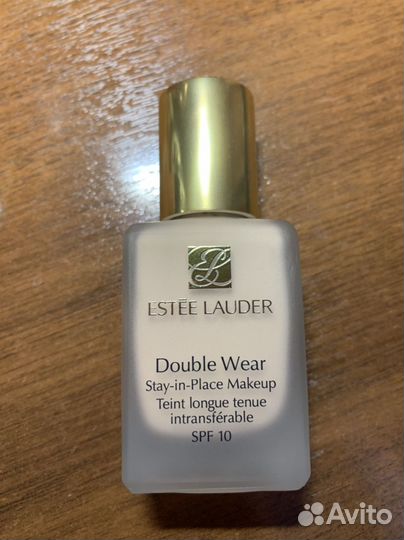 ESTĒE LAUDER
Double Wear
Stay-in-Place Makeup
Teint longue tenue
intransférable
SPF 10
Avito